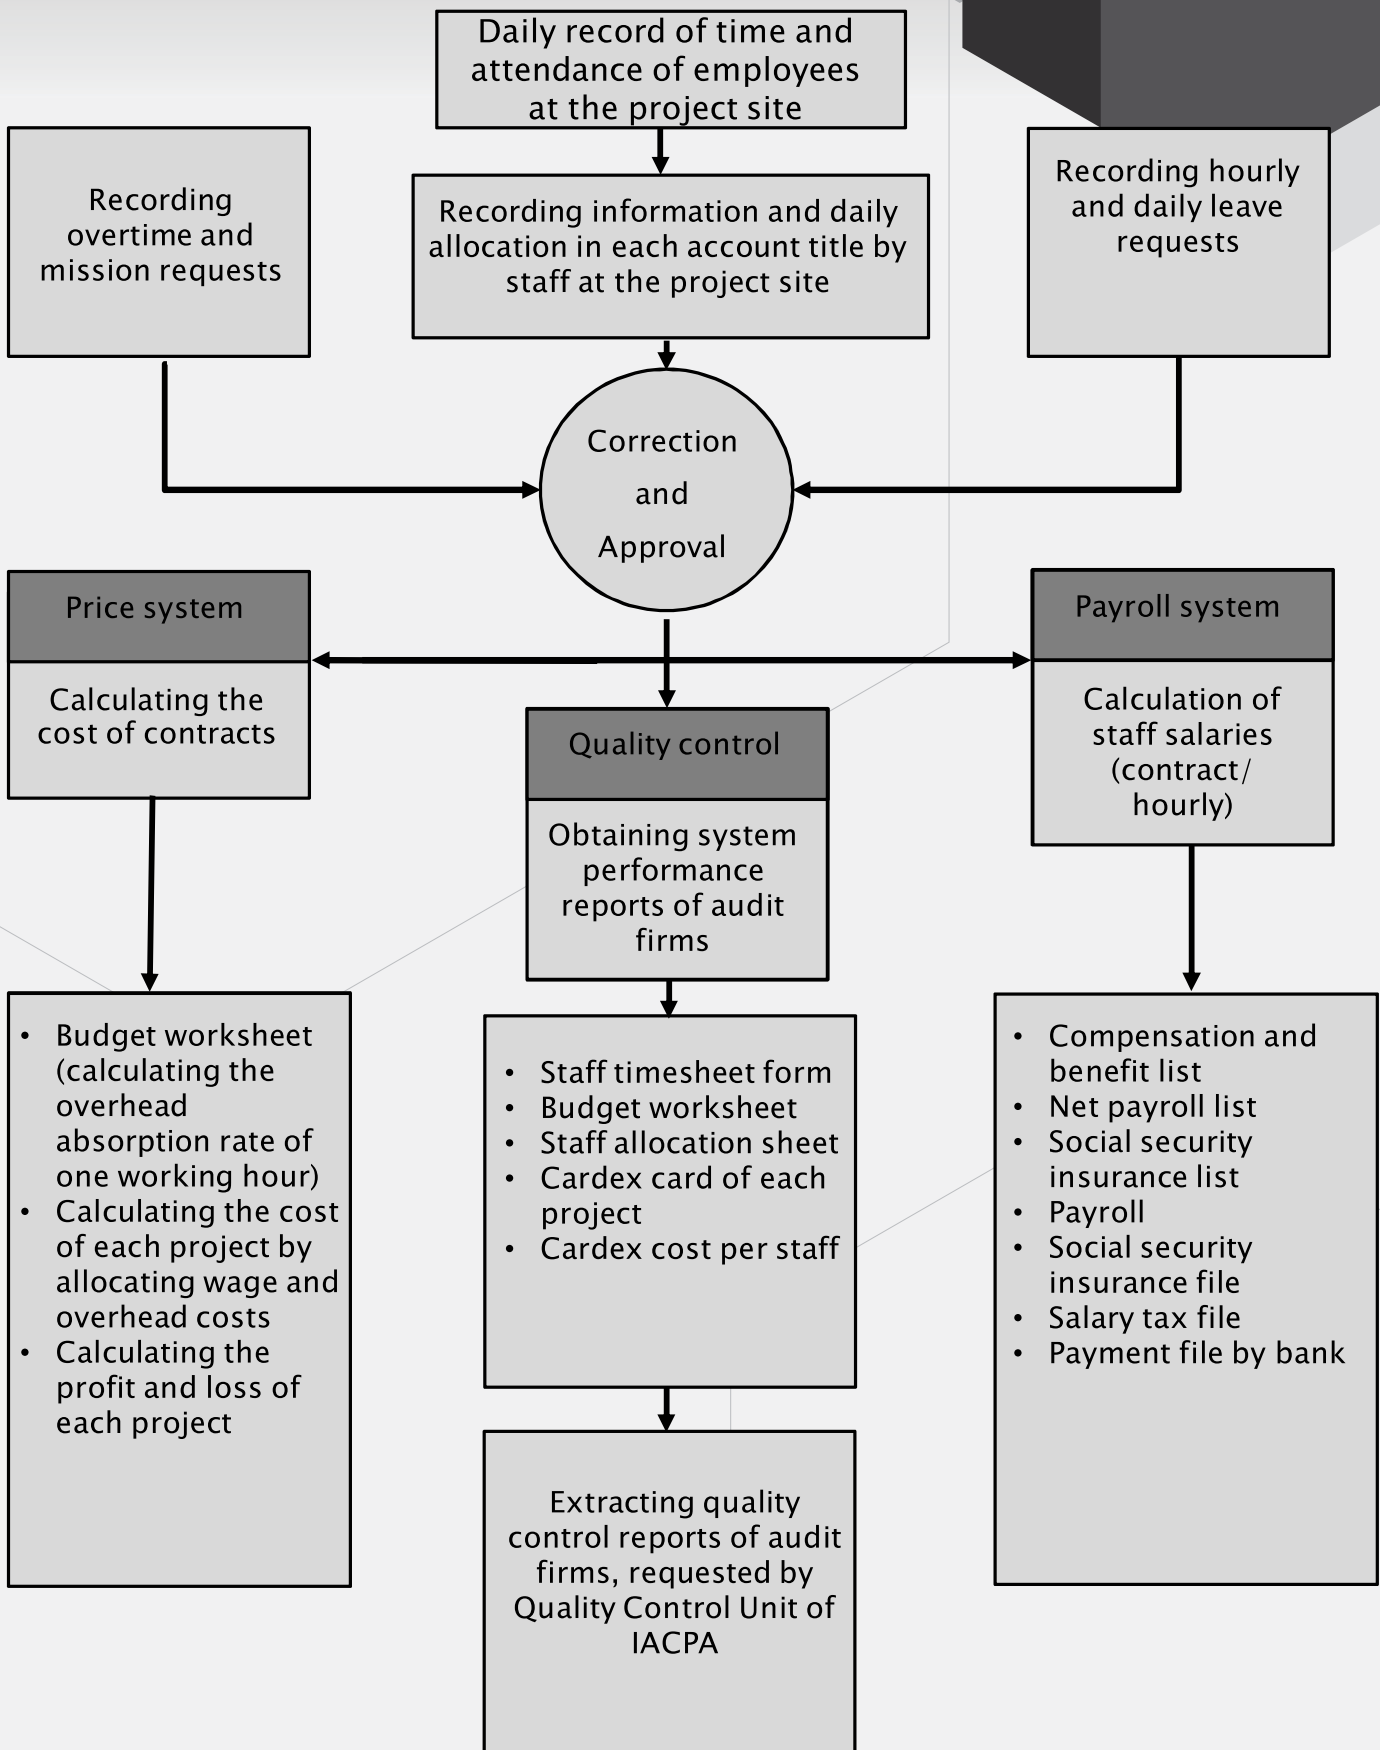 Daily record of time and
attendance of employees
at the project site
Recording
overtime and
mission requests
Recording information and daily
allocation in each account title by
staff at the project site
Recording hourly
and daily leave
requests
Correction
and
Approval
Price system
Calculating the
cost of contracts
Quality control
Obtaining system
performance
reports of audit
firms
Payroll system
Calculation of
staff salaries
(contract/
hourly)
• Budget worksheet
(calculating the
overhead
absorption rate of
one working hour)
• Calculating the cost
of each project by
allocating wage and
overhead costs
• Calculating the
profit and loss of
each project
• Staff timesheet form
• Budget worksheet
• Staff allocation sheet
• Cardex card of each
project
• Cardex cost per staff
• Compensation and
benefit list
• Net payroll list
• Social security
insurance list
• Payroll
• Social security
insurance file
• Salary tax file
• Payment file by bank
Extracting quality
control reports of audit
firms, requested by
Quality Control Unit of
IACPA